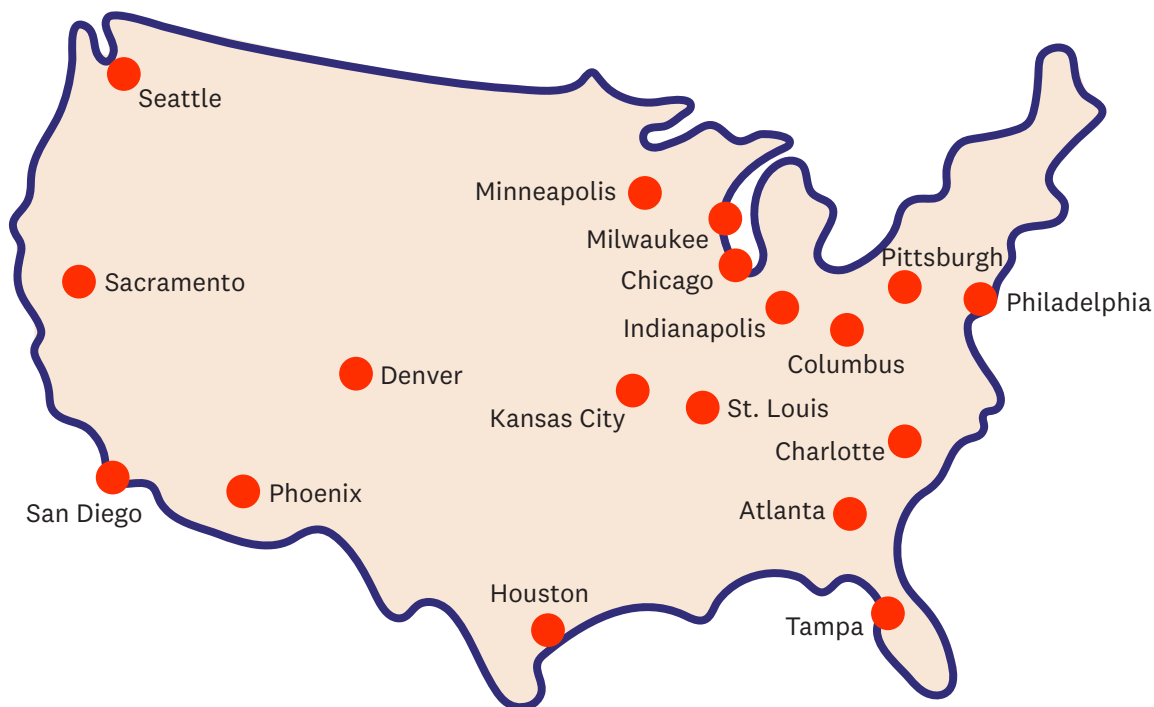 Seattle
Minneapolis
Milwaukee
Pittsburgh
Chicago
Sacramento
Philadelphia
Indianapolis
Columbus
Denver
St. Louis
Kansas City
Charlotte
Phoenix
Atlanta
San Diego
Houston
Tampa